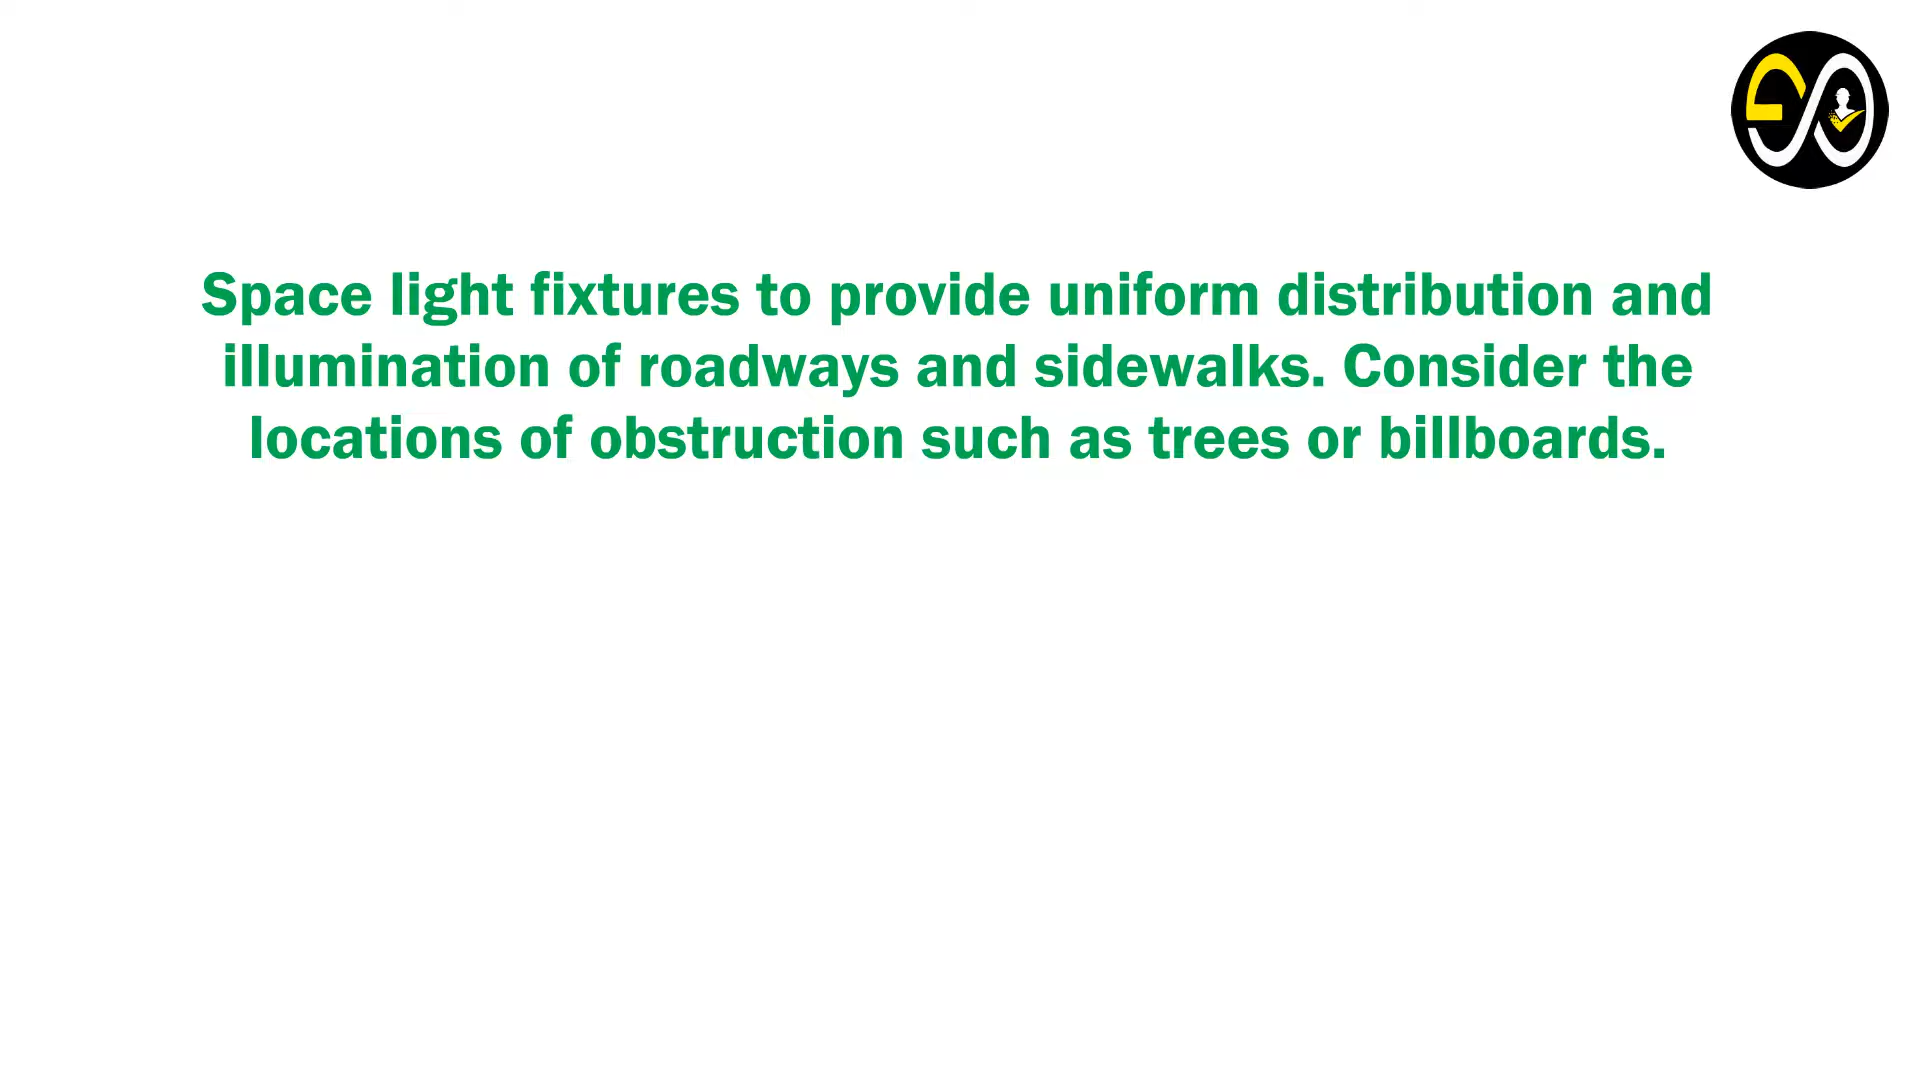 Space light fixtures to provide uniform distribution and
illumination of roadways and sidewalks. Consider the
locations of obstruction such as trees or billboards.